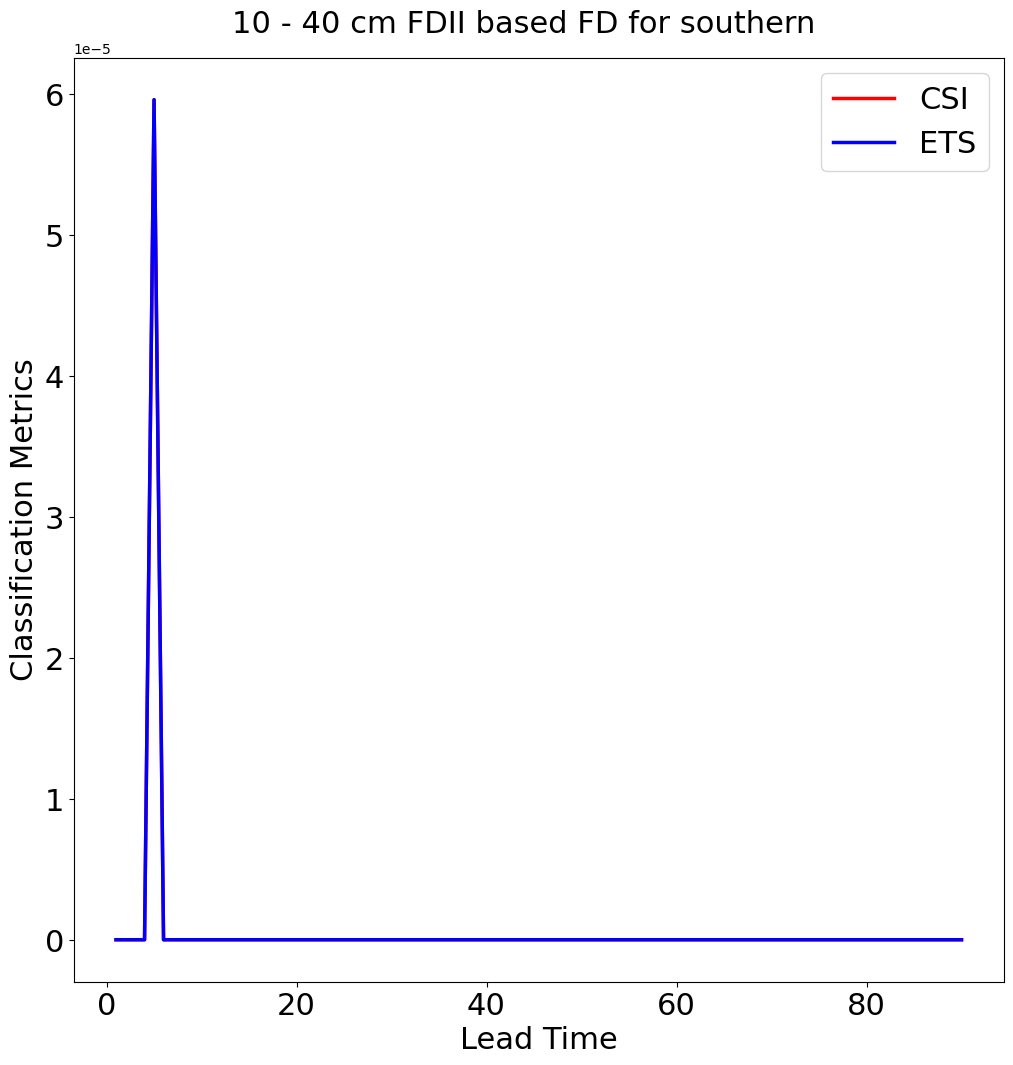 10 - 40 cm FDII based FD for southern
1e−5
6
5
4
3
2
1
0
Classification Metrics
CSI
ETS
0 20 40 60 80
Lead Time